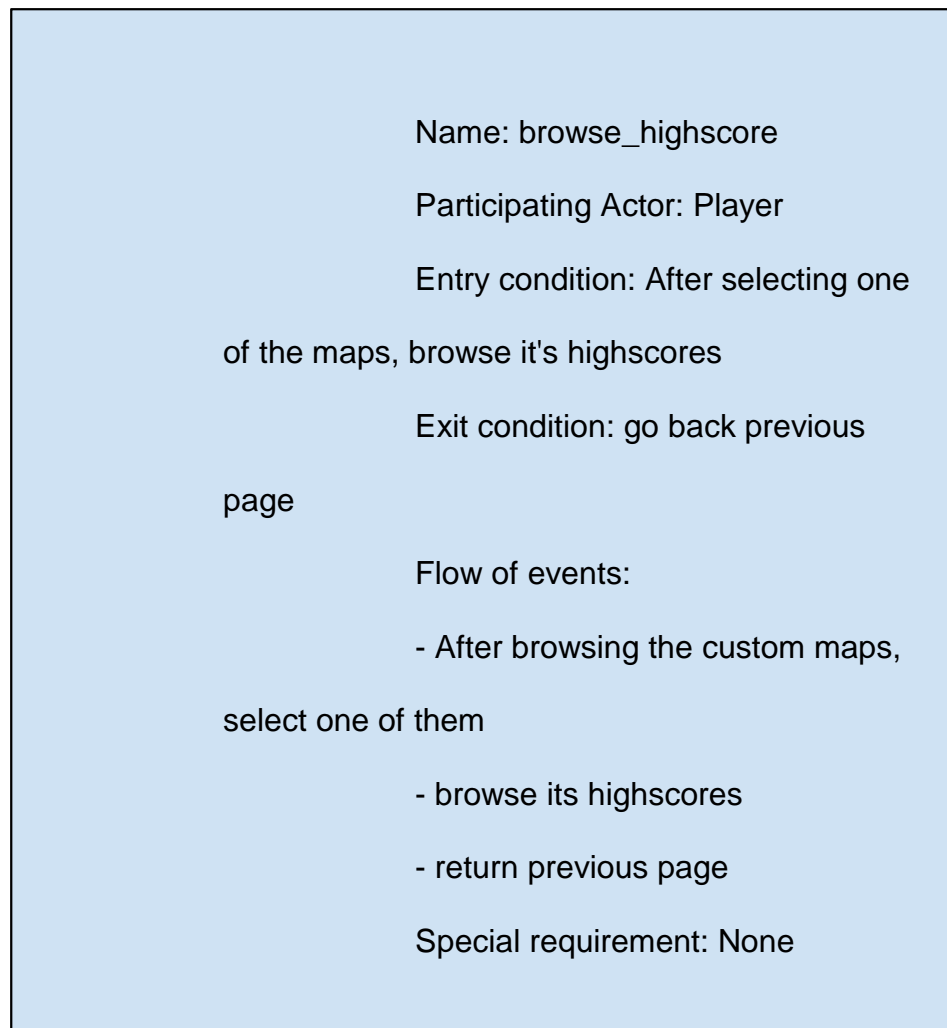 Name: browse_highscore
Participating Actor: Player
Entry condition: After selecting one
of the maps, browse it's highscores
Exit condition: go back previous
page
Flow of events:
- After browsing the custom maps,
select one of them
- browse its highscores
- return previous page
Special requirement: None